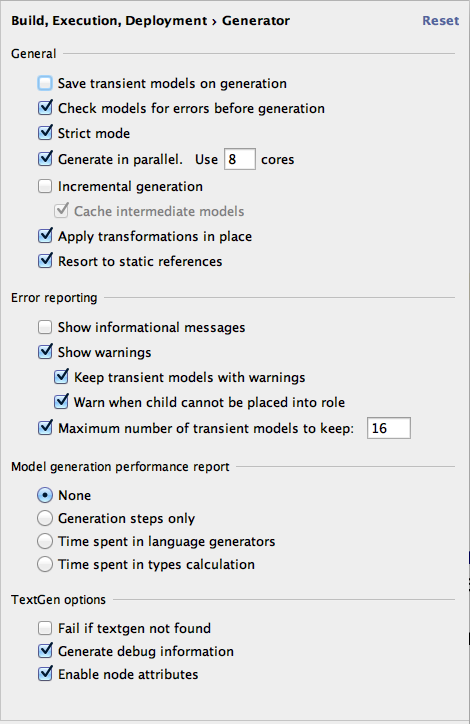 Build, Execution, Deployment › Generator Reset
General
Save transient models on generation
Check models for errors before generation
Strict mode
Generate in parallel. Use 8 cores
Incremental generation
Cache intermediate models
Apply transformations in place
Resort to static references
Error reporting
Show informational messages
Show warnings
Keep transient models with warnings
Warn when child cannot be placed into role
Maximum number of transient models to keep: 16
Model generation performance report
None
Generation steps only
Time spent in language generators
Time spent in types calculation
TextGen options
Fail if textgen not found
Generate debug information
Enable node attributes